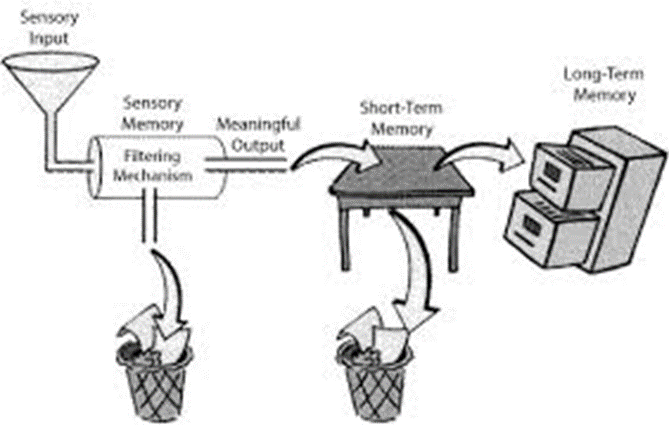 Sensory
Input
Sensory
Memory
Filtering
Mechanism
Meaningful
Output
Short-Term
Memory
Long-Term
Memory